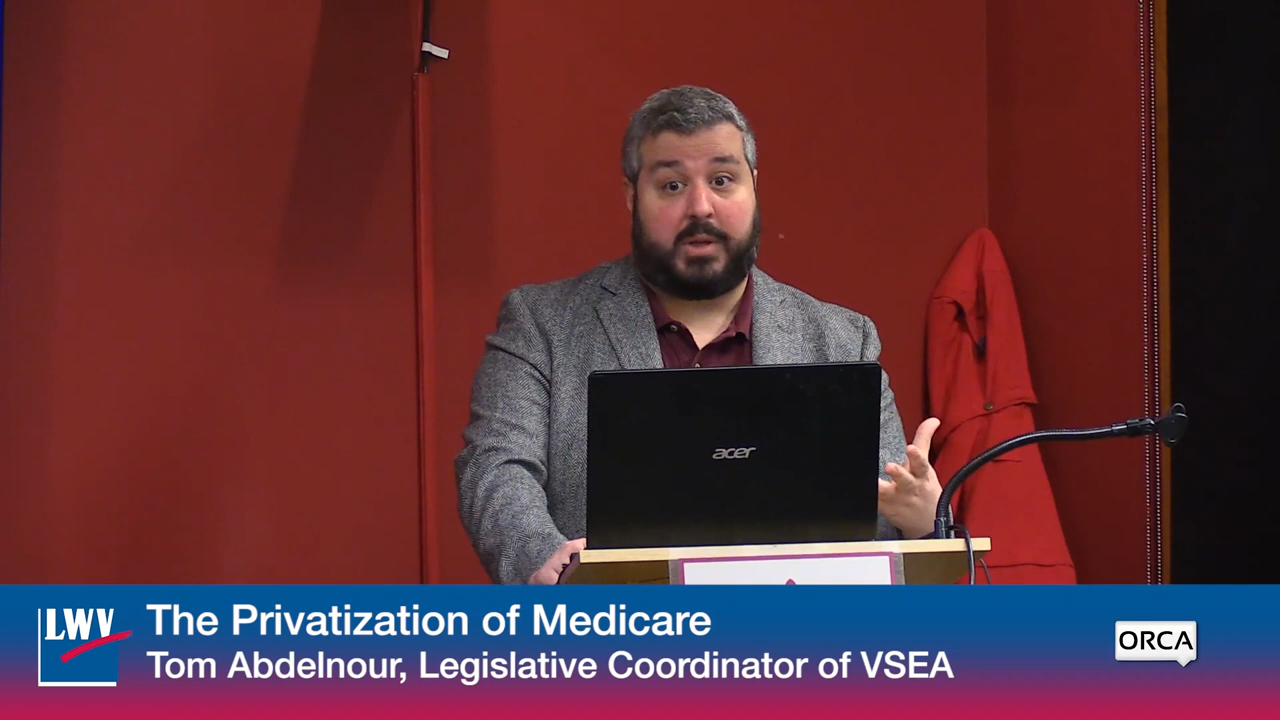 acer
LWV
The Privatization of Medicare
Tom Abdelnour, Legislative Coordinator of VSEA
ORCA